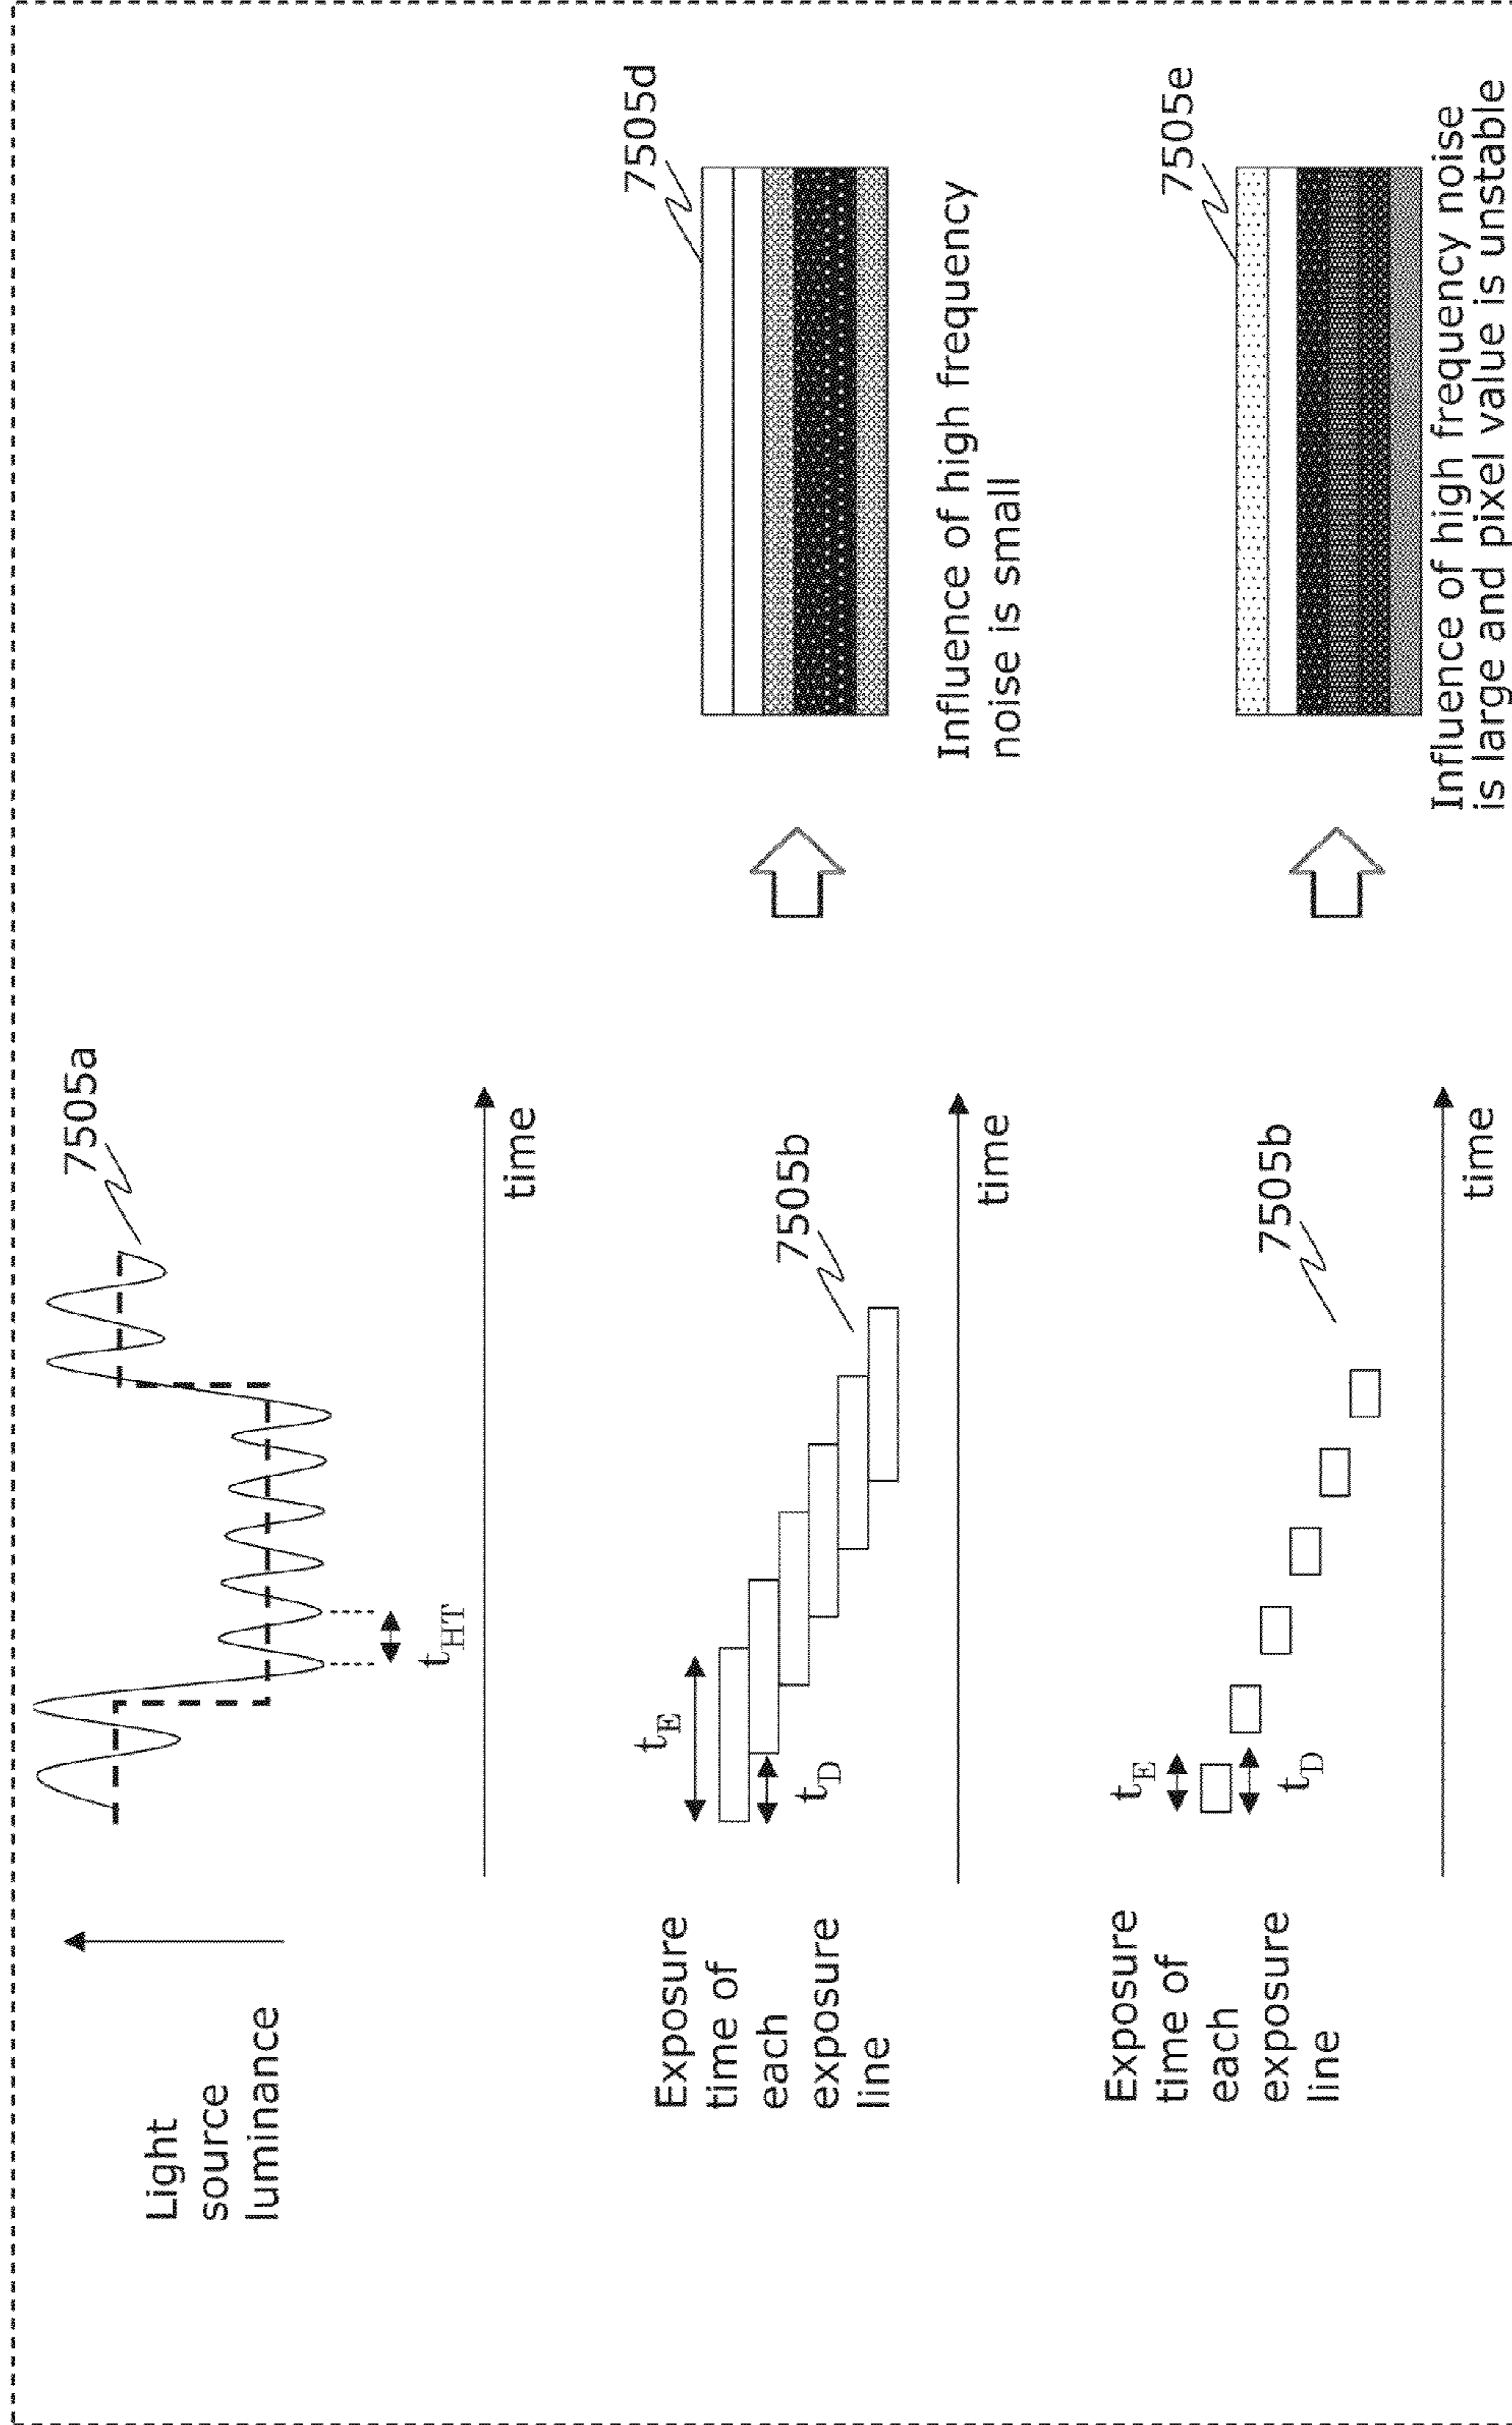 Light
source
luminance
7505a
t_HT
time
Exposure
time of
each
exposure
line
t_E
t_D
7505b
time
7505d
Influence of high frequency
noise is small
Exposure
time of
each
exposure
line
t_E
t_D
7505b
time
7505e
Influence of high frequency noise
is large and pixel value is unstable